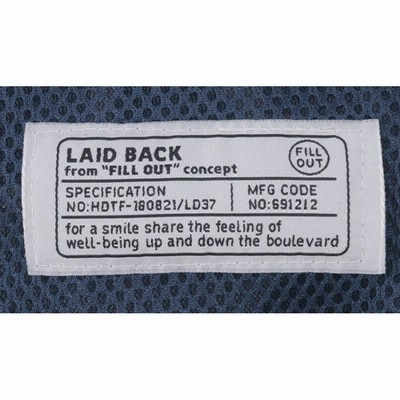 LAID BACK
from "FILL OUT" concept
FILL
OUT
SPECIFICATION
NO:HDTF-180821/LD37
MFG CODE
NO:691212
for a smile share the feeling of
well-being up and down the boulevard